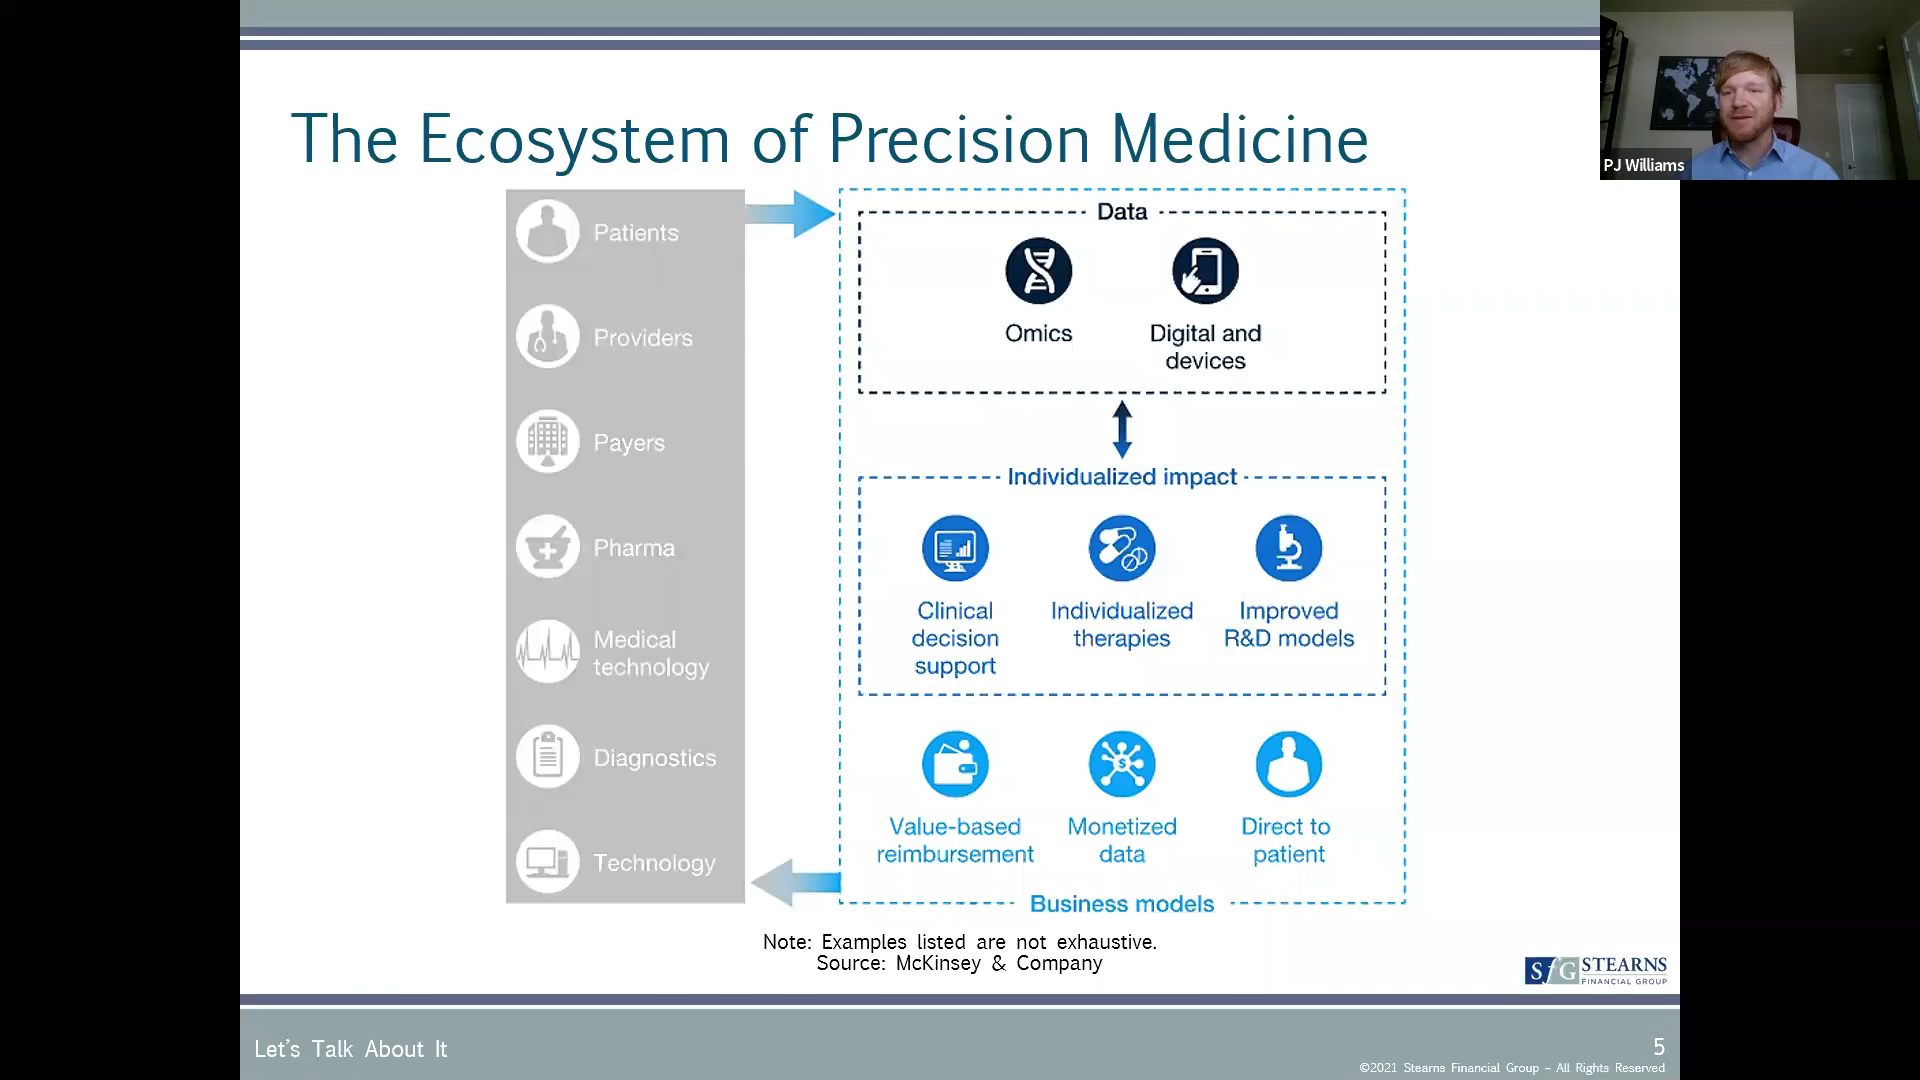 The Ecosystem of Precision Medicine
PJ Williams
Patients
Providers
Payers
Pharma
Medical
technology
Diagnostics
Technology
Data
Omics
Digital and
devices
Individualized impact
Clinical
decision
support
Individualized
therapies
Improved
R&D models
Value-based
reimbursement
$
Monetized
data
Direct to
patient
Business models
Note: Examples listed are not exhaustive.
Source: McKinsey & Company
SfG STEARNS
FINANCIAL GROUP
Let's Talk About It
5
©2021 Stearns Financial Group – All Rights Reserved